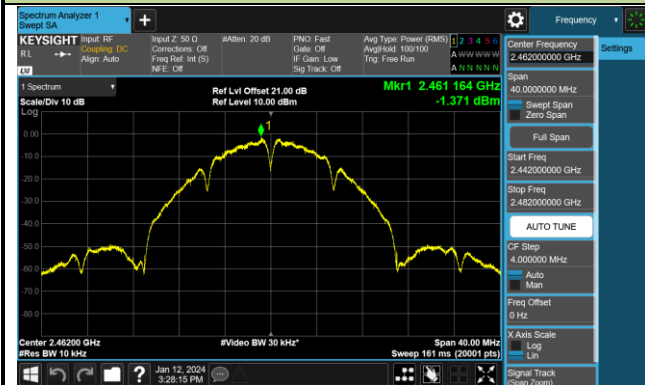 Spectrum Analyzer 1
Swept SA
+
Frequency
KEYSIGHT
Input: RF
Input Z: 50 Ω
#Atten: 20 dB
PNO: Fast
Avg Type: Power (RMS)
1 2 3 4 5 6
RL
Coupling: DC
Corrections: Off
Gate: Off
Avg|Hold: 100/100
A W W W W W
Align: Auto
Freq Ref: Int (S)
IF Gain: Low
Trig: Free Run
NFE: Off
Sig Track: Off
A N N N N N
LXI
1 Spectrum
Scale/Div 10 dB
Ref Lvl Offset 21.00 dB
Ref Level 10.00 dBm
Mkr1 2.461 164 GHz
-1.371 dBm
Log
1
0.00
-10.0
-20.0
-30.0
-40.0
-50.0
-60.0
-70.0
-80.0
Center 2.46200 GHz
#Video BW 30 kHz*
Span 40.00 MHz
#Res BW 10 kHz
Sweep 161 ms (20001 pts)
Center Frequency
2.462000000 GHz
Settings
Span
40.0000000 MHz
Swept Span
Zero Span
Full Span
Start Freq
2.442000000 GHz
Stop Freq
2.482000000 GHz
AUTO TUNE
CF Step
4.000000 MHz
Auto
Man
Freq Offset
0 Hz
X Axis Scale
Log
Lin
Signal Track
(Span Zoom)
?
Jan 12, 2024
3:28:15 PM